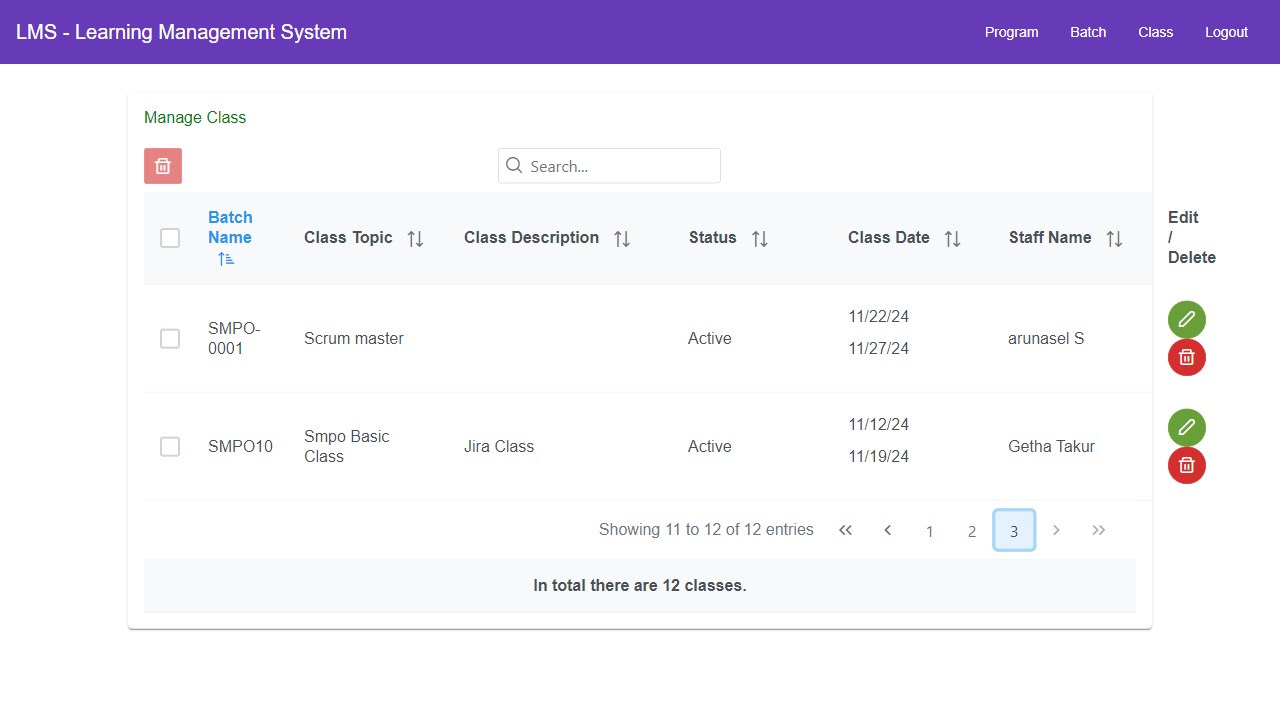 LMS - Learning Management System
Program Batch Class Logout
Manage Class
Search...
Batch Name Class Topic Class Description Status Class Date Staff Name Edit / Delete
SMPO-0001 Scrum master Active 11/22/24 11/27/24 arunasel S
SMPO10 Smpo Basic Class Jira Class Active 11/12/24 11/19/24 Getha Takur
Showing 11 to 12 of 12 entries 1 2 3
In total there are 12 classes.